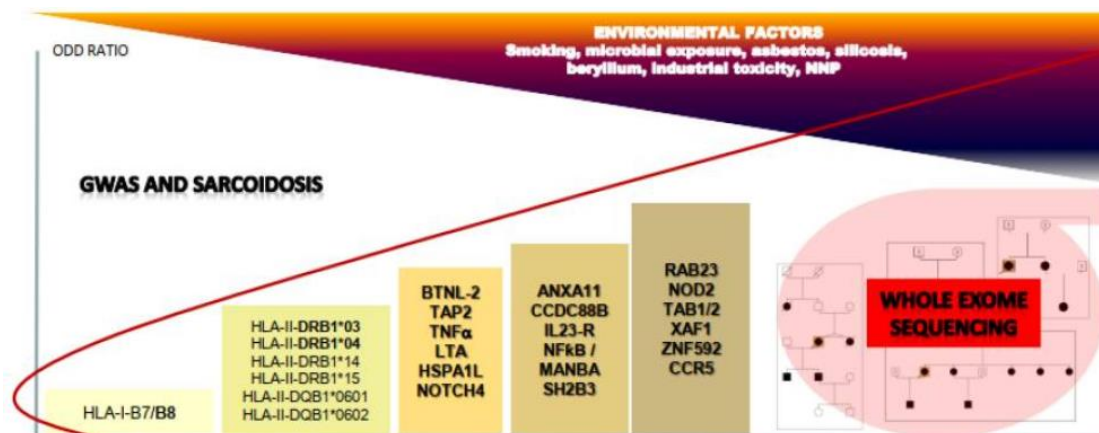 ENVIRONMENTAL FACTORS
Smoking, microbial exposure, asbestos, silicosis,
beryllium, industrial toxicity, NNP
ODD RATIO
GWAS AND SARCOIDOSIS
HLA-I-B7/B8
HLA-II-DRB1*03
HLA-II-DRB1*04
HLA-II-DRB1*14
HLA-II-DRB1*15
HLA-II-DQB1*0601
HLA-II-DQB1*0602
BTNL-2
TAP2
TNFα
LTA
HSPA1L
NOTCH4
ANXA11
CCDC88B
IL23-R
NFkB /
MANBA
SH2B3
RAB23
NOD2
TAB1/2
XAF1
ZNF592
CCR5
WHOLE EXOME
SEQUENCING